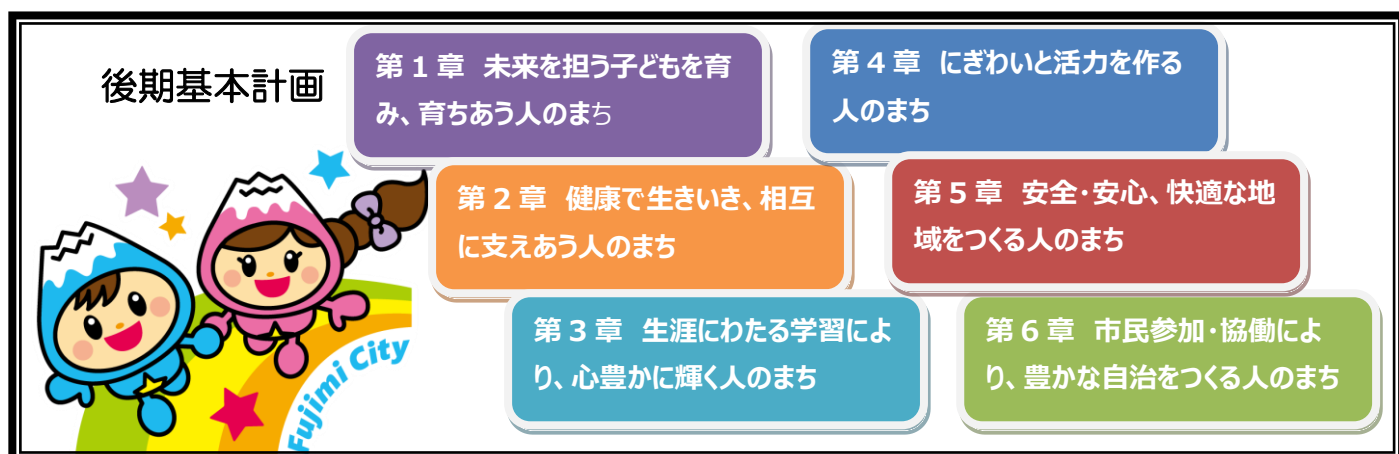 後期基本計画
第1章 未来を担う子どもを育
み、育ちあう人のまち
第2章 健康で生きいき、相互
に支えあう人のまち
第3章 生涯にわたる学習によ
り、心豊かに輝く人のまち
第4章 にぎわいと活力を作る
人のまち
第5章 安全・安心、快適な地
域をつくる人のまち
第6章 市民参加・協働によ
り、豊かな自治をつくる人のまち
Fujimi City